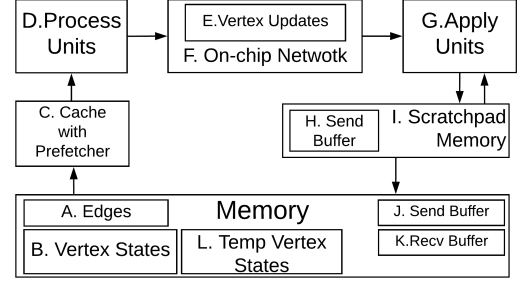 D.Process
Units
E.Vertex Updates
F. On-chip Netwotk
G.Apply
Units
C. Cache
with
Prefetcher
H. Send
Buffer
I. Scratchpad
Memory
Memory
A. Edges
B. Vertex States
L. Temp Vertex
States
J. Send Buffer
K.Recv Buffer